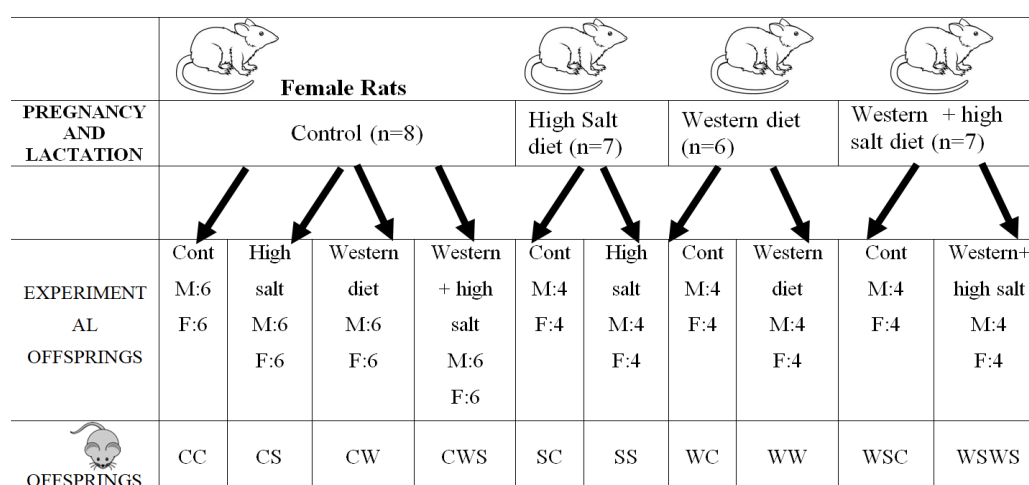 Female Rats
PREGNANCY
AND
LACTATION
Control (n=8)
High Salt
diet (n=7)
Western diet
(n=6)
Western + high
salt diet (n=7)
EXPERIMENT
AL
OFFSPRINGS
Cont
M:6
F:6
High
salt
M:6
F:6
Western
diet
M:6
F:6
Western
+ high
salt
M:6
F:6
Cont
M:4
F:4
High
salt
M:4
F:4
Cont
M:4
F:4
Western
diet
M:4
F:4
Cont
M:4
F:4
Western+
high salt
M:4
F:4
OFFSPRINGS
CC
CS
CW
CWS
SC
SS
WC
WW
WSC
WSWS